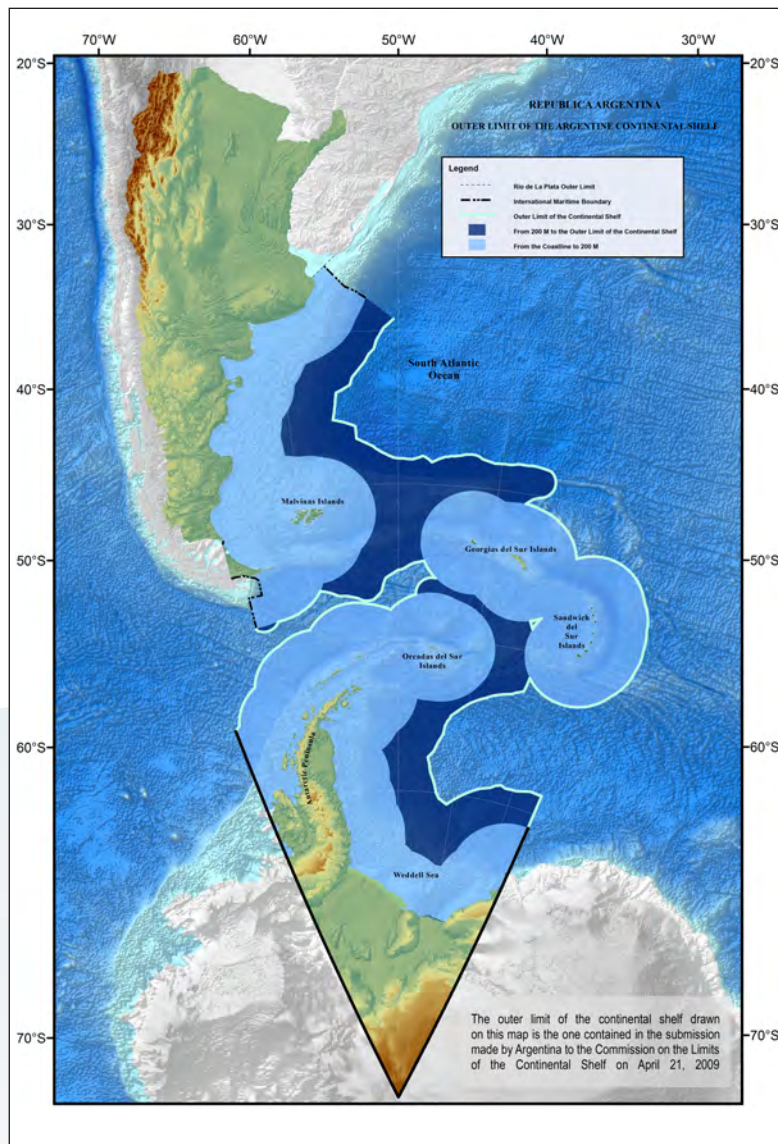 70°W 60°W 50°W 40°W 30°W
20°S 20°S
REPUBLICA ARGENTINA
OUTER LIMIT OF THE ARGENTINE CONTINENTAL SHELF
Legend
Rio de La Plata Outer Limit
International Maritime Boundary
Outer Limit of the Continental Shelf
From 200 M to the Outer Limit of the Continental Shelf
From the Coastline to 200 M
30°S 30°S
South Atlantic
Ocean
40°S 40°S
Malvinas Islands
Georgias del Sur Islands
50°S 50°S
Sandwich
del
Sur
Islands
Orcadas del Sur
Islands
60°S 60°S
Antarctic Peninsula
Weddell Sea
The outer limit of the continental shelf drawn
on this map is the one contained in the submission
made by Argentina to the Commission on the Limits
of the Continental Shelf on April 21, 2009
70°S 70°S